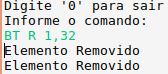 Digite '0' para sair
Informe o comando:
BT R 1,32
Elemento Removido
Elemento Removido